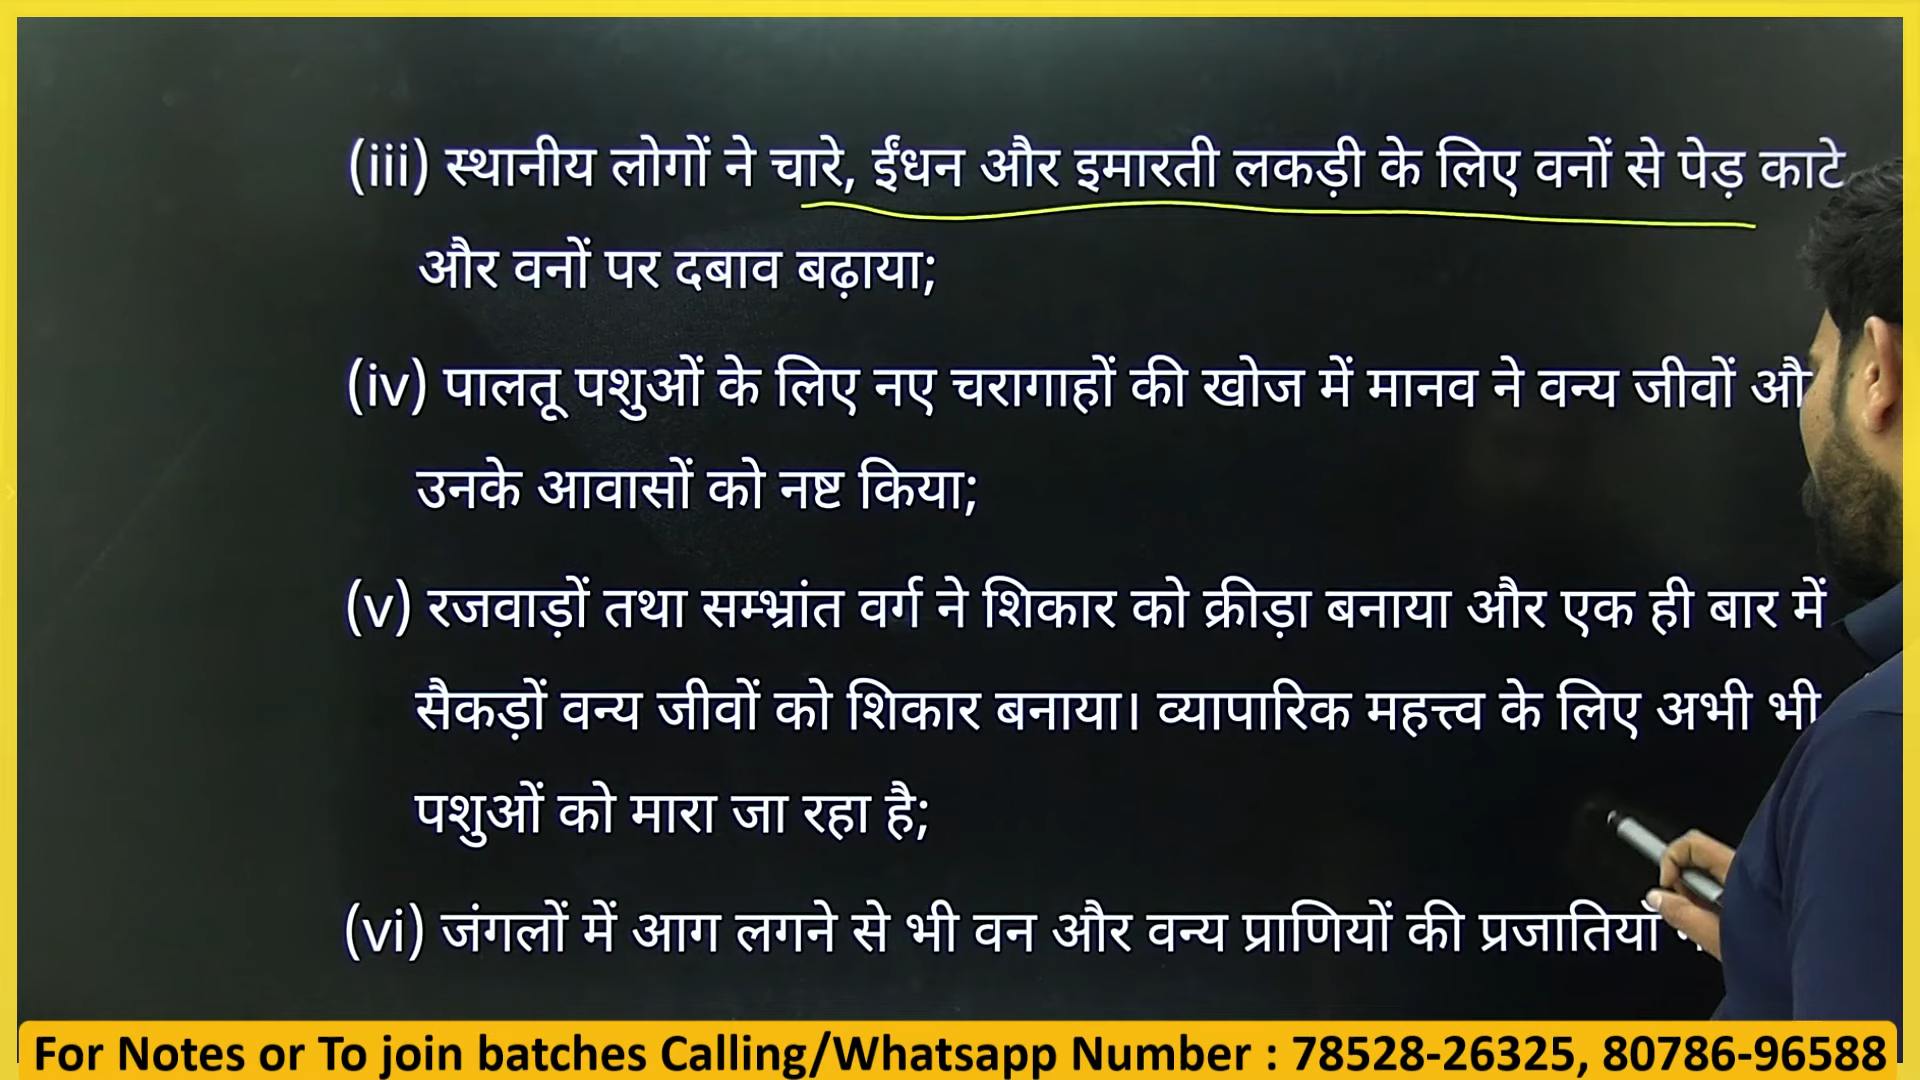 (iii) स्थानीय लोगों ने चारे, ईंधन और इमारती लकड़ी के लिए वनों से पेड़ काटे
और वनों पर दबाव बढ़ाया;
(iv) पालतू पशुओं के लिए नए चरागाहों की खोज में मानव ने वन्य जीवों
उनके आवासों को नष्ट किया;
(v) रजवाड़ों तथा सम्भ्रांत वर्ग ने शिकार को क्रीड़ा बनाया और एक ही बार में
सैकड़ों वन्य जीवों को शिकार बनाया। व्यापारिक महत्त्व के लिए अभी भी
पशुओं को मारा जा रहा है;
(vi) जंगलों में आग लगने से भी वन और वन्य प्राणियों की प्रजातियाँ
For Notes or To join batches Calling/Whatsapp Number : 78528-26325, 80786-96588